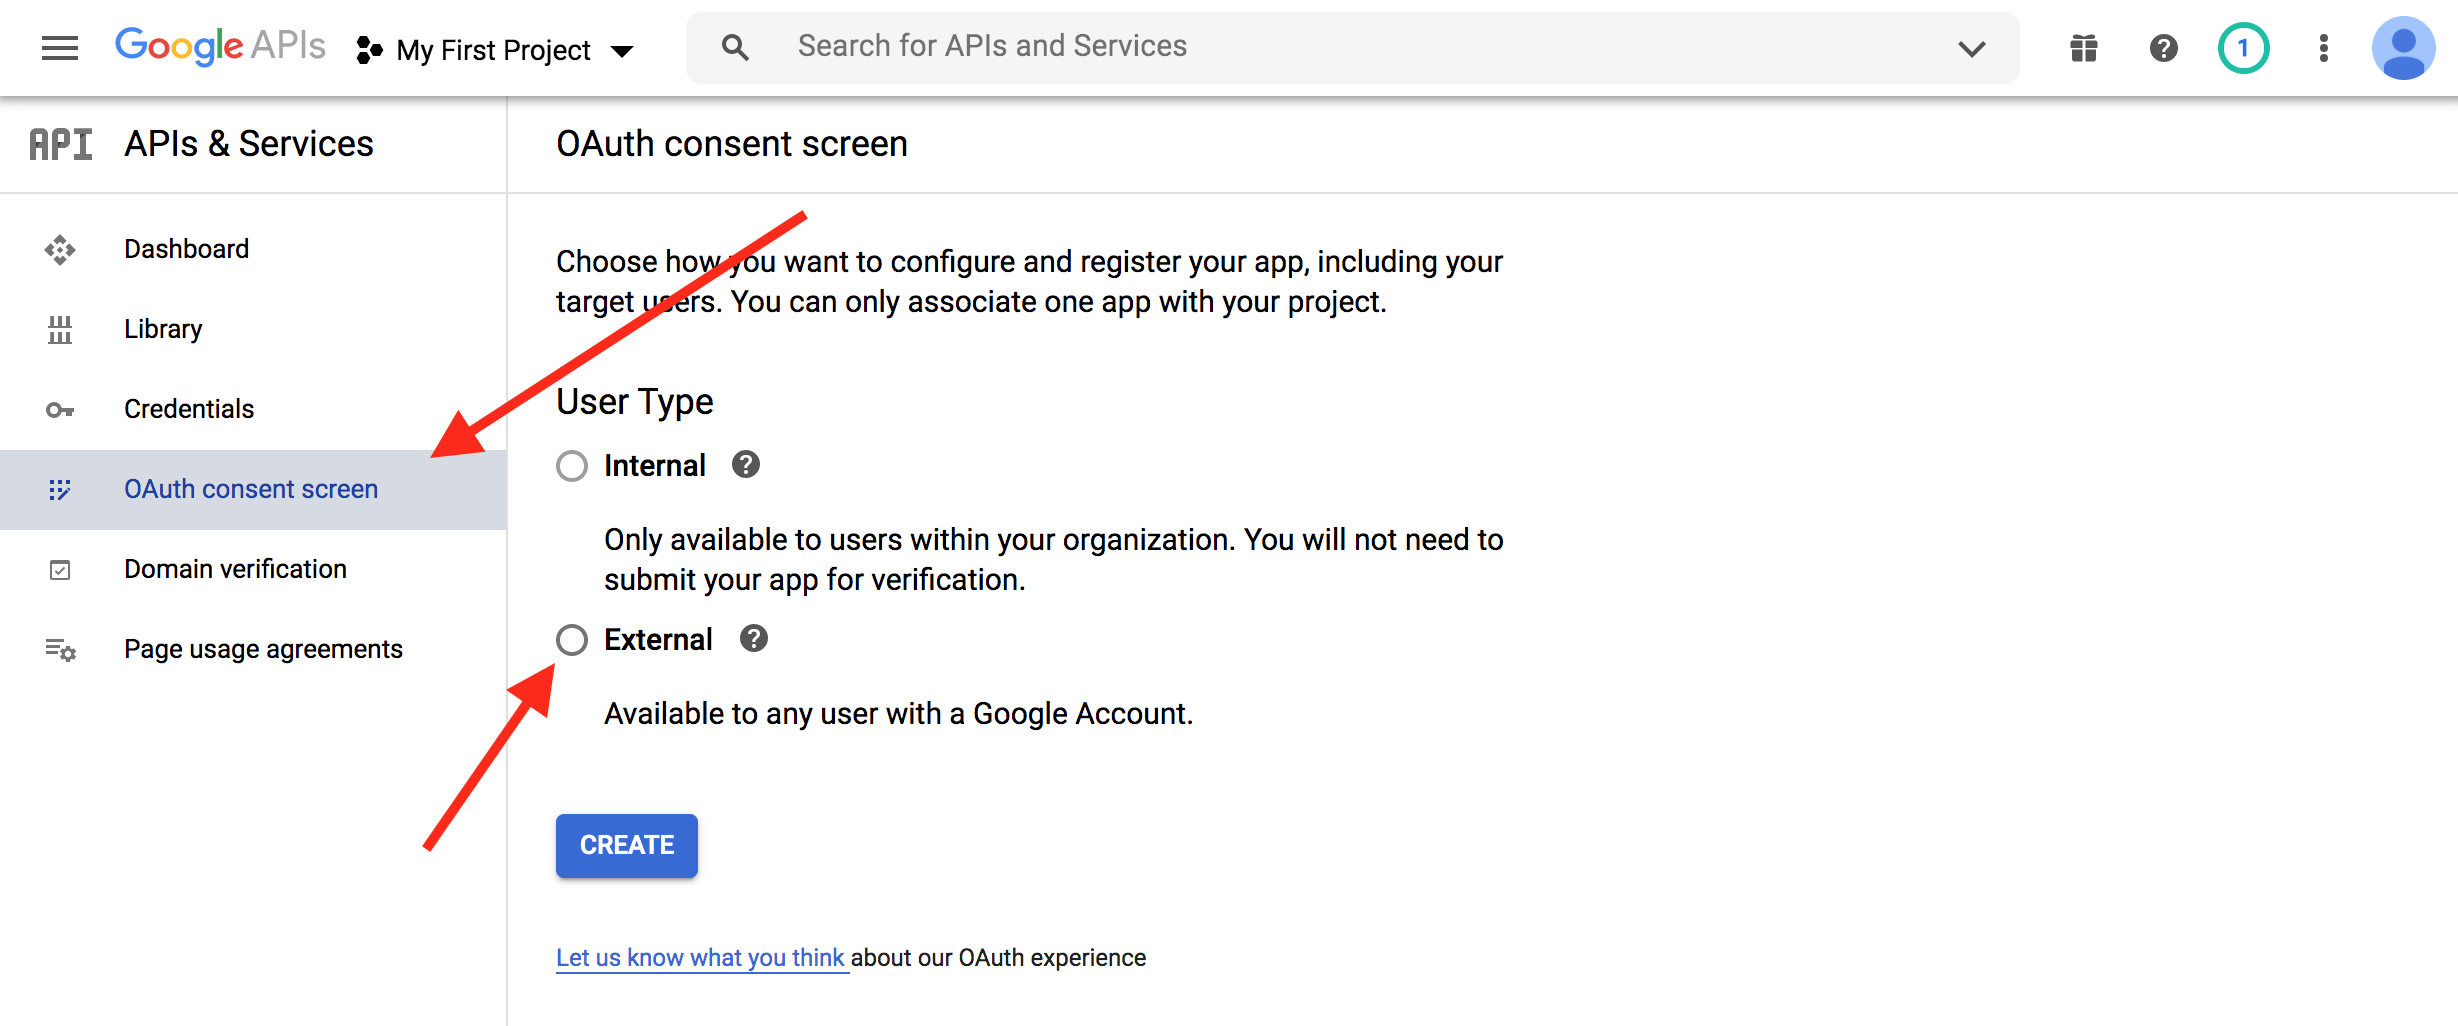 Google APIs My First Project Search for APIs and Services 1
API APIs & Services
OAuth consent screen
Dashboard
Library
Credentials
OAuth consent screen
Domain verification
Page usage agreements
Choose how you want to configure and register your app, including your
target users. You can only associate one app with your project.
User Type
Internal ?
Only available to users within your organization. You will not need to
submit your app for verification.
External ?
Available to any user with a Google Account.
CREATE
Let us know what you think about our OAuth experience